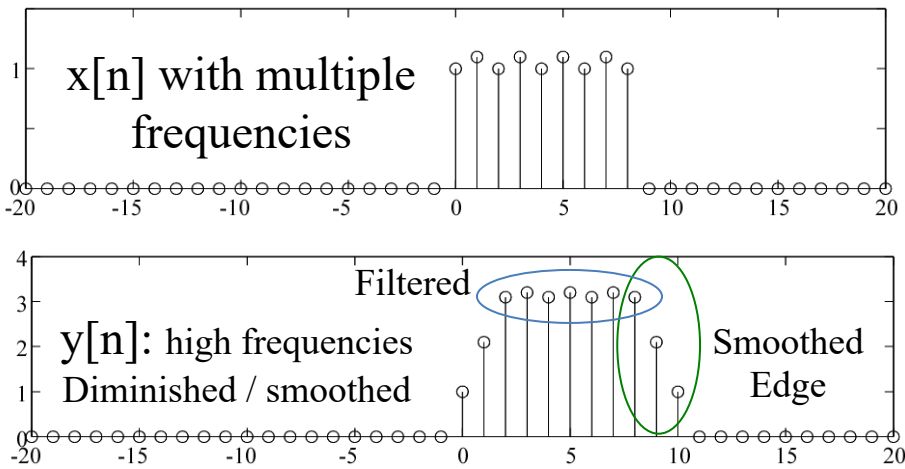 1
x[n] with multiple
frequencies
0
-20 -15 -10 -5 0 5 10 15 20
4
Filtered
3
y[n]: high frequencies
Diminished / smoothed
Smoothed
Edge
2
1
0
-20 -15 -10 -5 0 5 10 15 20